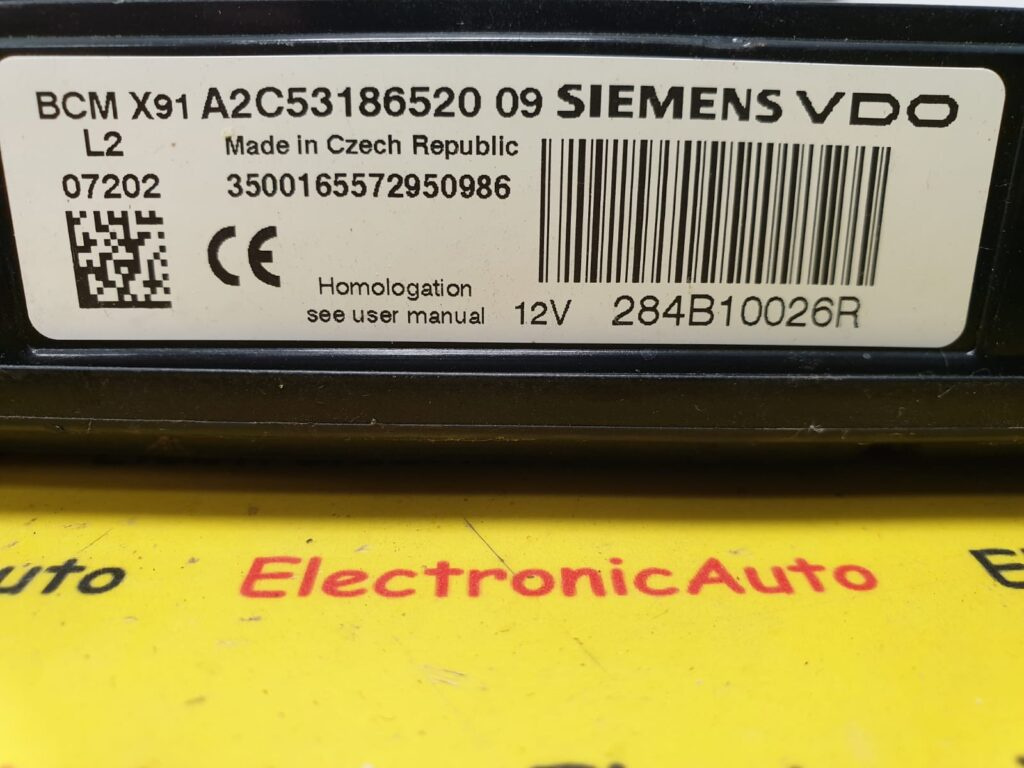 BCM X91 A2C53186520 09 SIEMENS VDO
L2 Made in Czech Republic
07202 3500165572950986
CE
Homologation
see user manual 12V 284B10026R
uto ElectronicAuto E